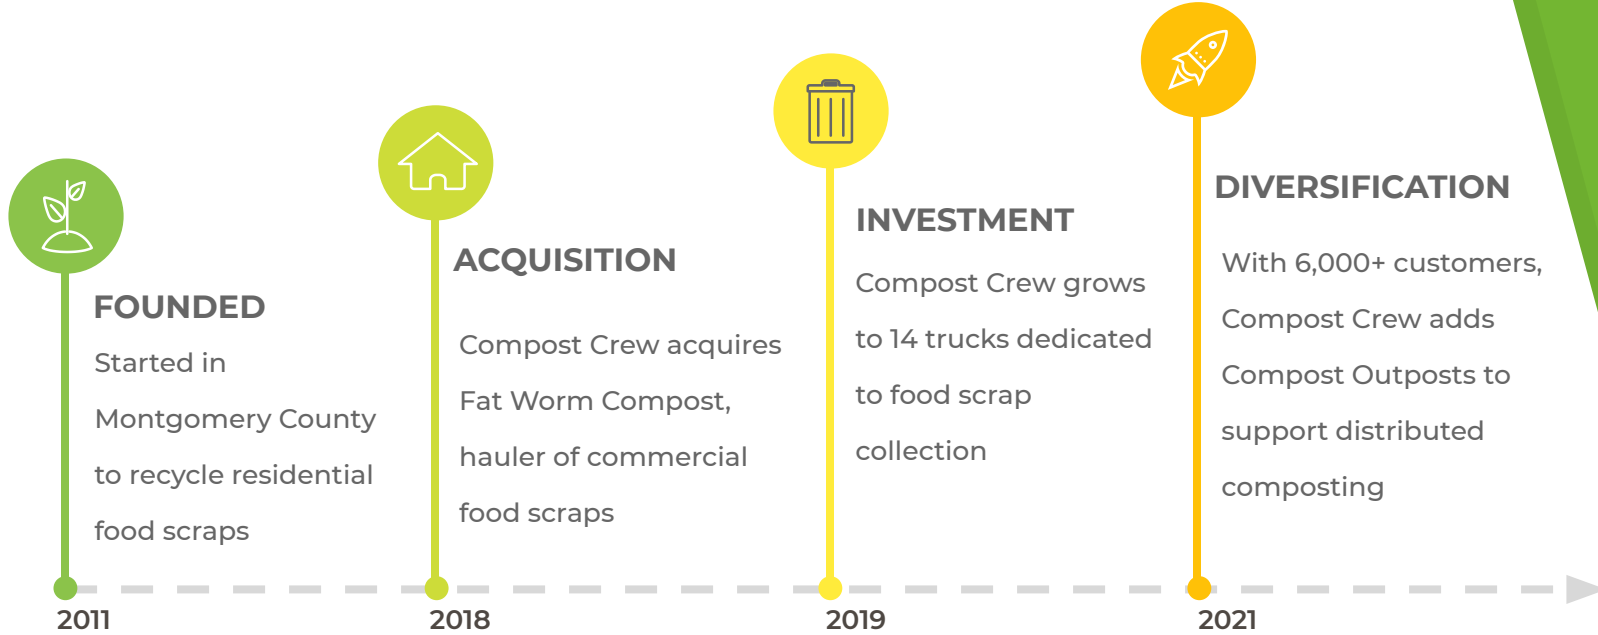 FOUNDED
Started in
Montgomery County
to recycle residential
food scraps
2011
ACQUISITION
Compost Crew acquires
Fat Worm Compost,
hauler of commercial
food scraps
2018
INVESTMENT
Compost Crew grows
to 14 trucks dedicated
to food scrap
collection
2019
DIVERSIFICATION
With 6,000+ customers,
Compost Crew adds
Compost Outposts to
support distributed
composting
2021